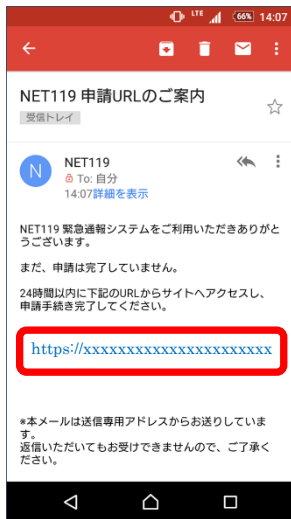 LTE 66% 14:07
NET119 申請URLのご案内
受信トレイ
N
NET119
To: 自分
14:07詳細を表示
NET119 緊急通報システムをご利用いただきありがと
うございます。
まだ、申請は完了していません。
24時間以内に下記のURLからサイトへアクセスし、
申請手続き完了してください。
https://xxxxxxxxxxxxxxxxxxxxxxx
*本メールは送信専用アドレスからお送りしていま
す。
返信いただいてもお受けできませんので、ご了承く
ださい。